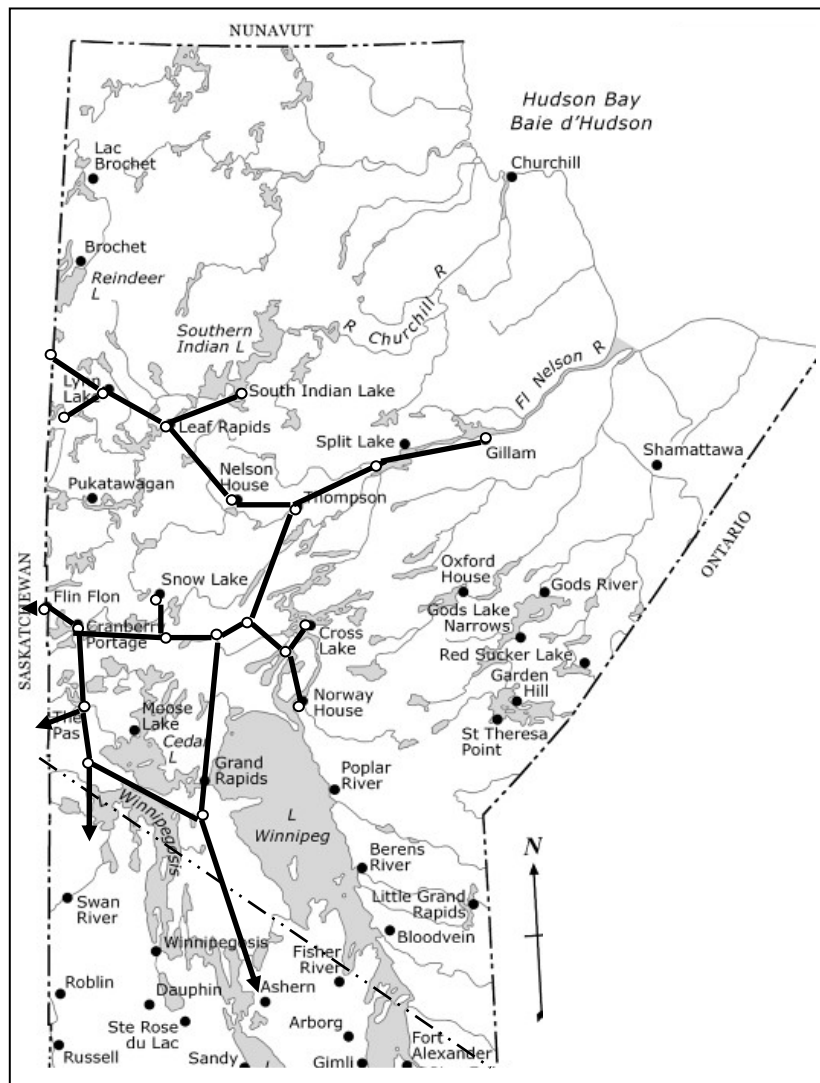 NUNAVUT
Hudson Bay
Baie d'Hudson
Lac
Brochet
Churchill
Brochet
Reindeer
L
Southern
Indian L
R Churchill R
Fl Nelson R
Lynn
Lake
South Indian Lake
Leaf Rapids
Split Lake
Gillam
Shamattawa
Pukatawagan
Nelson
House
Thompson
ONTARIO
Oxford
House
Gods River
Snow Lake
Flin Flon
Gods Lake
Narrows
SASKATCHEWAN
Cranberry
Portage
Cross
Lake
Red Sucker Lake
Garden
Hill
Norway
House
The
Pas
Moose
Lake
Cedar
L
St Theresa
Point
Grand
Rapids
Poplar
River
Winnipegosis
L
Winnipeg
N
Berens
River
Swan
River
Little Grand
Rapids
Bloodvein
Winnipegosis
Fisher
River
Roblin
Dauphin
Ashern
Ste Rose
du Lac
Arborg
Russell
Sandy
L
Gimli
Fort
Alexander